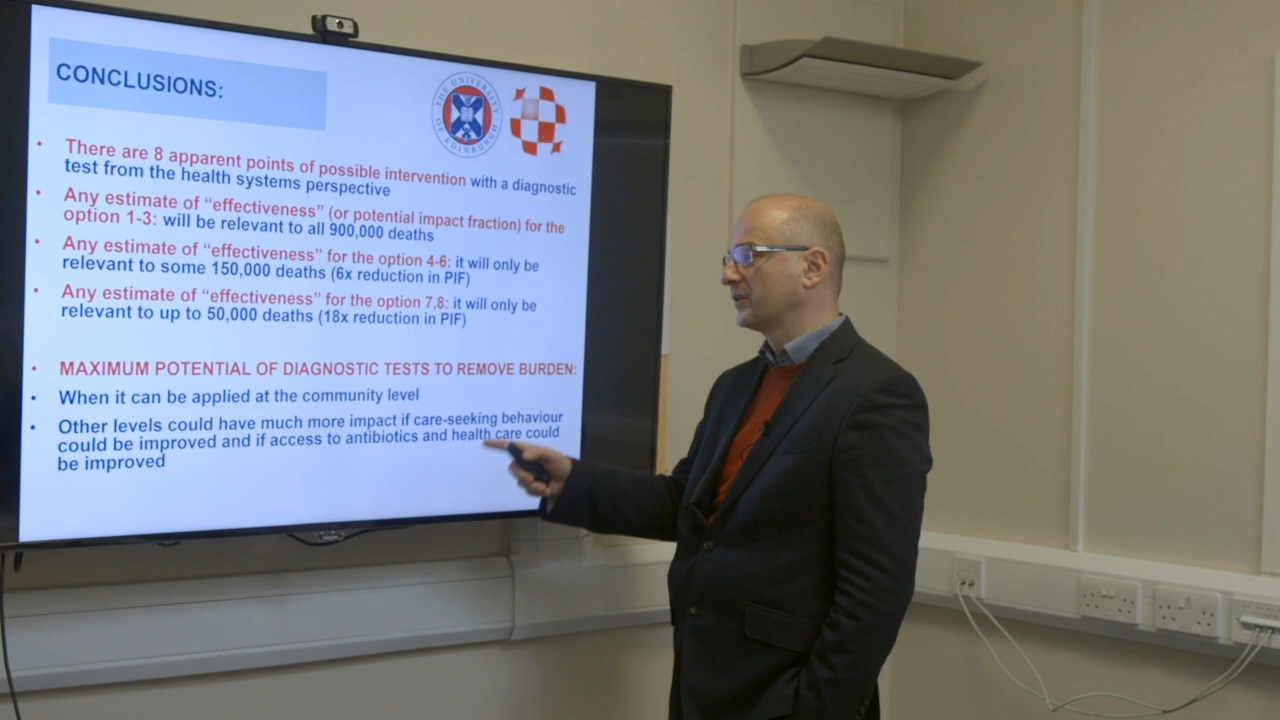 CONCLUSIONS:
THE UNIVERSITY OF EDINBURGH
• There are 8 apparent points of possible intervention with a diagnostic
test from the health systems perspective
• Any estimate of “effectiveness” (or potential impact fraction) for the
option 1-3: will be relevant to all 900,000 deaths
• Any estimate of “effectiveness” for the option 4-6: it will only be
relevant to some 150,000 deaths (6x reduction in PIF)
• Any estimate of “effectiveness” for the option 7,8: it will only be
relevant to up to 50,000 deaths (18x reduction in PIF)
• MAXIMUM POTENTIAL OF DIAGNOSTIC TESTS TO REMOVE BURDEN:
• When it can be applied at the community level
• Other levels could have much more impact if care-seeking behaviour
could be improved and if access to antibiotics and health care could
be improved